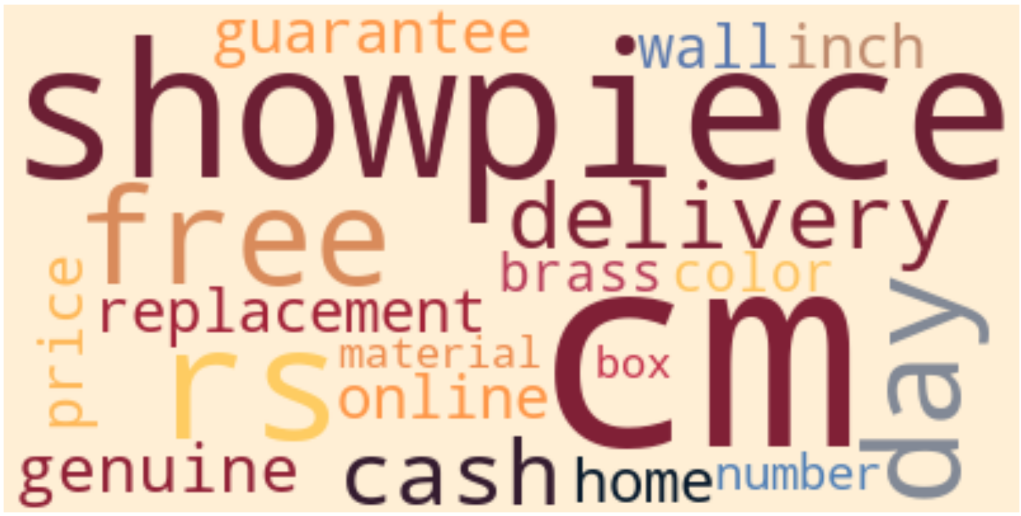 guarantee
wall
inch
showpiece
free
delivery
brass
color
price
replacement
rs
material
online
cm
box
day
genuine
cash
home
number